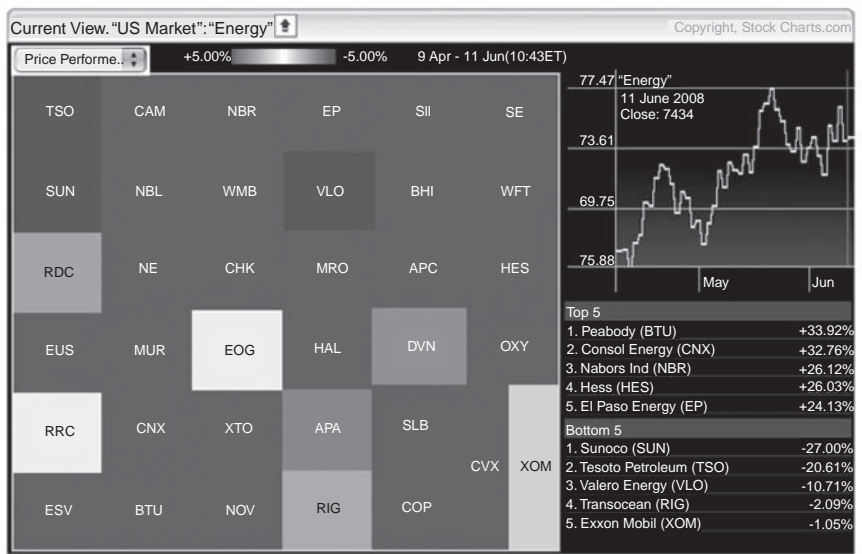 Current View. “US Market”: “Energy”
Copyright, Stock Charts.com
Price Performe..
+5.00%
-5.00%
9 Apr - 11 Jun(10:43ET)
TSO CAM NBR EP SII SE
SUN NBL WMB VLO BHI WFT
RDC NE CHK MRO APC HES
EUS MUR EOG HAL DVN OXY
RRC CNX XTO APA SLB
CVX XOM
ESV BTU NOV RIG COP
77.47 “Energy”
11 June 2008
Close: 7434
73.61
69.75
75.88
May Jun
Top 5
1. Peabody (BTU) +33.92%
2. Consol Energy (CNX) +32.76%
3. Nabors Ind (NBR) +26.12%
4. Hess (HES) +26.03%
5. El Paso Energy (EP) +24.13%
Bottom 5
1. Sunoco (SUN) -27.00%
2. Tesoto Petroleum (TSO) -20.61%
3. Valero Energy (VLO) -10.71%
4. Transocean (RIG) -2.09%
5. Exxon Mobil (XOM) -1.05%